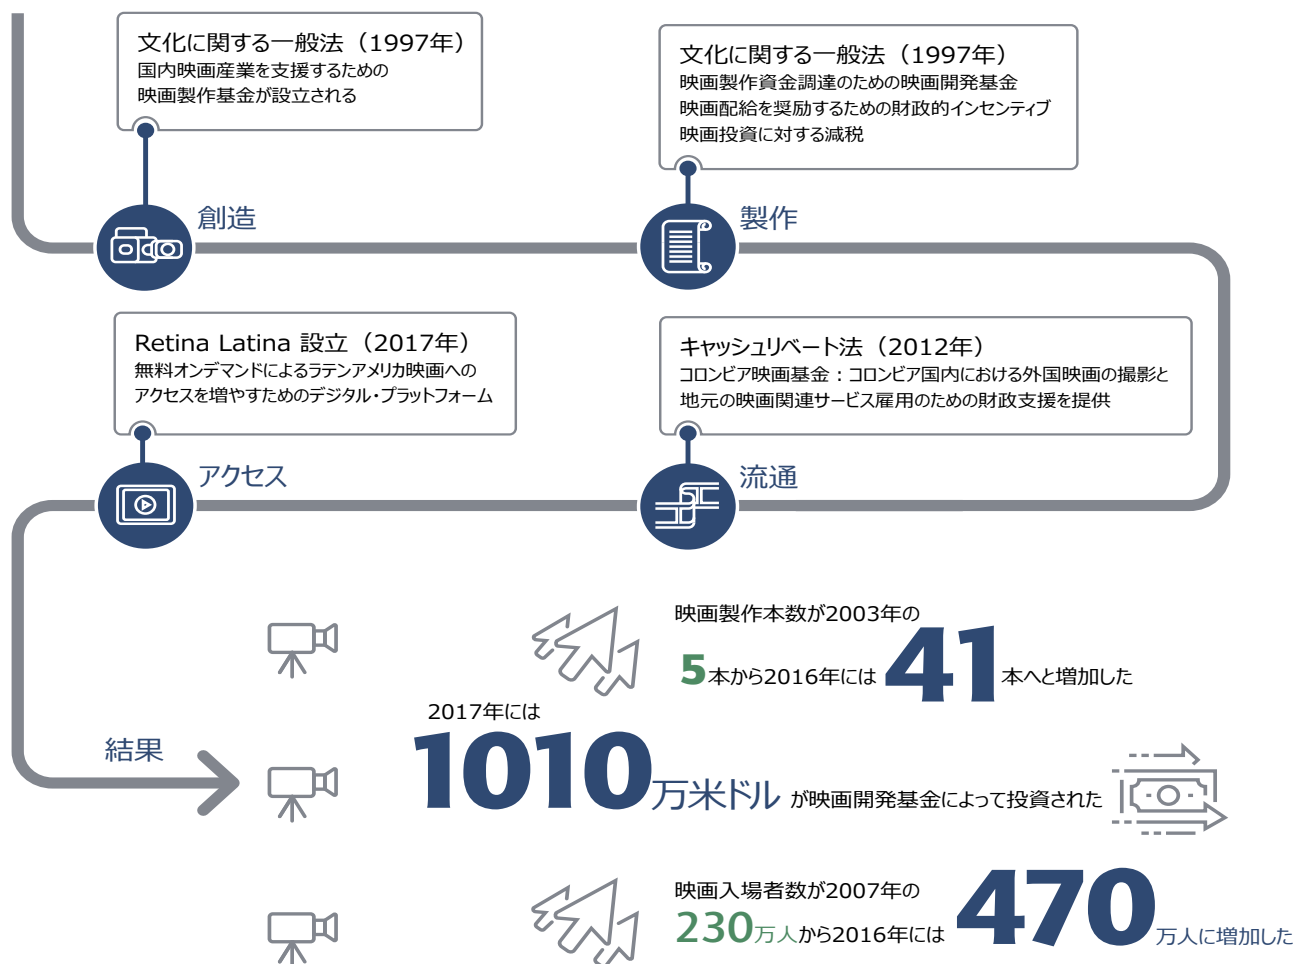 文化に関する一般法（1997年）
国内映画産業を支援するための
映画製作基金が設立される
創造
文化に関する一般法（1997年）
映画製作資金調達のための映画開発基金
映画配給を奨励するための財政的インセンティブ
映画投資に対する減税
製作
Retina Latina 設立（2017年）
無料オンデマンドによるラテンアメリカ映画への
アクセスを増やすためのデジタル・プラットフォーム
アクセス
キャッシュリベート法（2012年）
コロンビア映画基金：コロンビア国内における外国映画の撮影と
地元の映画関連サービス雇用のための財政支援を提供
流通
結果
映画製作本数が2003年の
5本から2016年には 41 本へと増加した
2017年には
1010万米ドル が映画開発基金によって投資された
映画入場者数が2007年の
230万人から2016年には 470万人に増加した